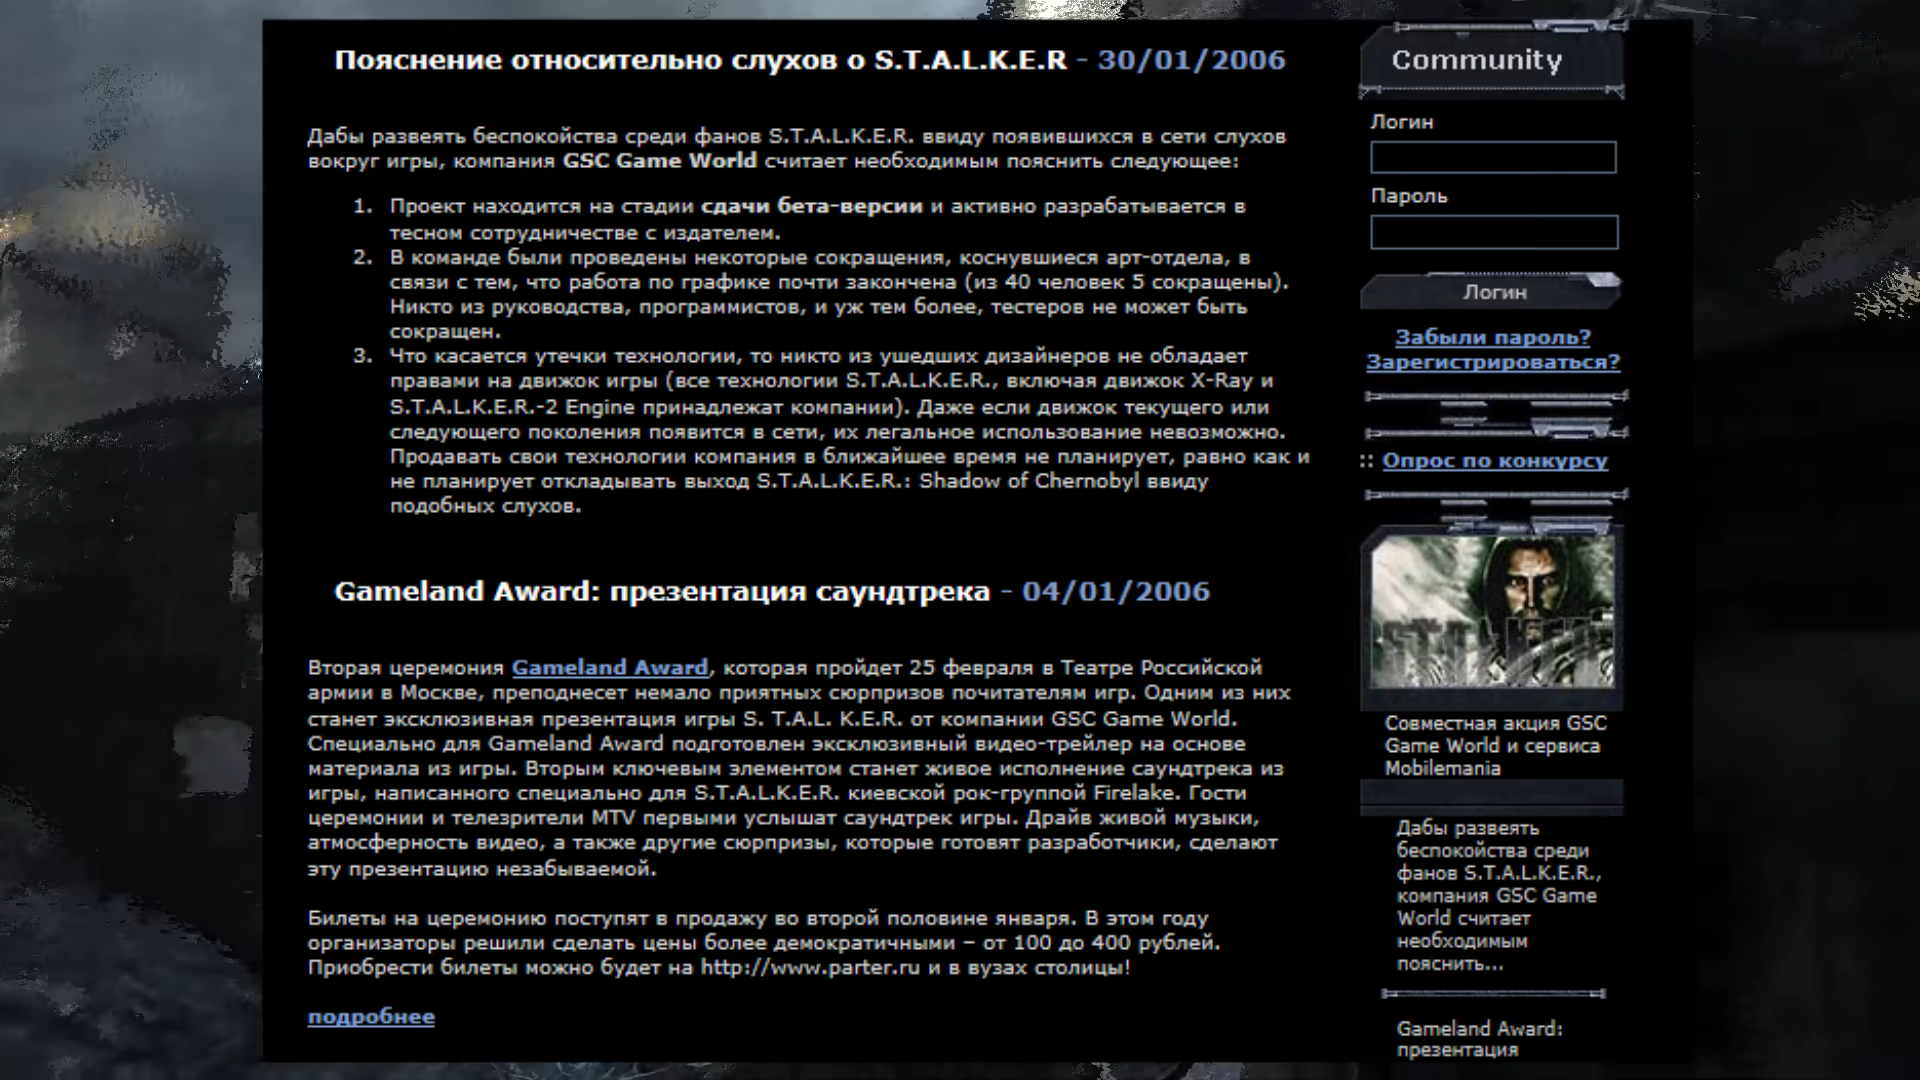 Пояснение относительно слухов о S.T.A.L.K.E.R - 30/01/2006
Дабы развеять беспокойства среди фанов S.T.A.L.K.E.R. ввиду появившихся в сети слухов
вокруг игры, компания GSC Game World считает необходимым пояснить следующее:
1. Проект находится на стадии сдачи бета-версии и активно разрабатывается в
тесном сотрудничестве с издателем.
2. В команде были проведены некоторые сокращения, коснувшиеся арт-отдела, в
связи с тем, что работа по графике почти закончена (из 40 человек 5 сокращены).
Никто из руководства, программистов, и уж тем более, тестеров не может быть
сокращен.
3. Что касается утечки технологии, то никто из ушедших дизайнеров не обладает
правами на движок игры (все технологии S.T.A.L.K.E.R., включая движок X-Ray и
S.T.A.L.K.E.R.-2 Engine принадлежат компании). Даже если движок текущего или
следующего поколения появится в сети, их легальное использование невозможно.
Продавать свои технологии компания в ближайшее время не планирует, равно как и
не планирует откладывать выход S.T.A.L.K.E.R.: Shadow of Chernobyl ввиду
подобных слухов.
Gameland Award: презентация саундтрека - 04/01/2006
Вторая церемония Gameland Award, которая пройдет 25 февраля в Театре Российской
армии в Москве, преподнесет немало приятных сюрпризов почитателям игр. Одним из них
станет эксклюзивная презентация игры S. T.A.L. K.E.R. от компании GSC Game World.
Специально для Gameland Award подготовлен эксклюзивный видео-трейлер на основе
материала из игры. Вторым ключевым элементом станет живое исполнение саундтрека из
игры, написанного специально для S.T.A.L.K.E.R. киевской рок-группой Firelake. Гости
церемонии и телезрители MTV первыми услышат саундтрек игры. Драйв живой музыки,
атмосферность видео, а также другие сюрпризы, которые готовят разработчики, сделают
эту презентацию незабываемой.
Билеты на церемонию поступят в продажу во второй половине января. В этом году
организаторы решили сделать цены более демократичными – от 100 до 400 рублей.
Приобрести билеты можно будет на http://www.parter.ru и в вузах столицы!
подробнее
Community
Логин
Пароль
Логин
Забыли пароль?
Зарегистрироваться?
:: Опрос по конкурсу
S.T.A.L.K.E.R.
Совместная акция GSC
Game World и сервиса
Mobilemania
Дабы развеять
беспокойства среди
фанов S.T.A.L.K.E.R.,
компания GSC Game
World считает
необходимым
пояснить...
Gameland Award:
презентация